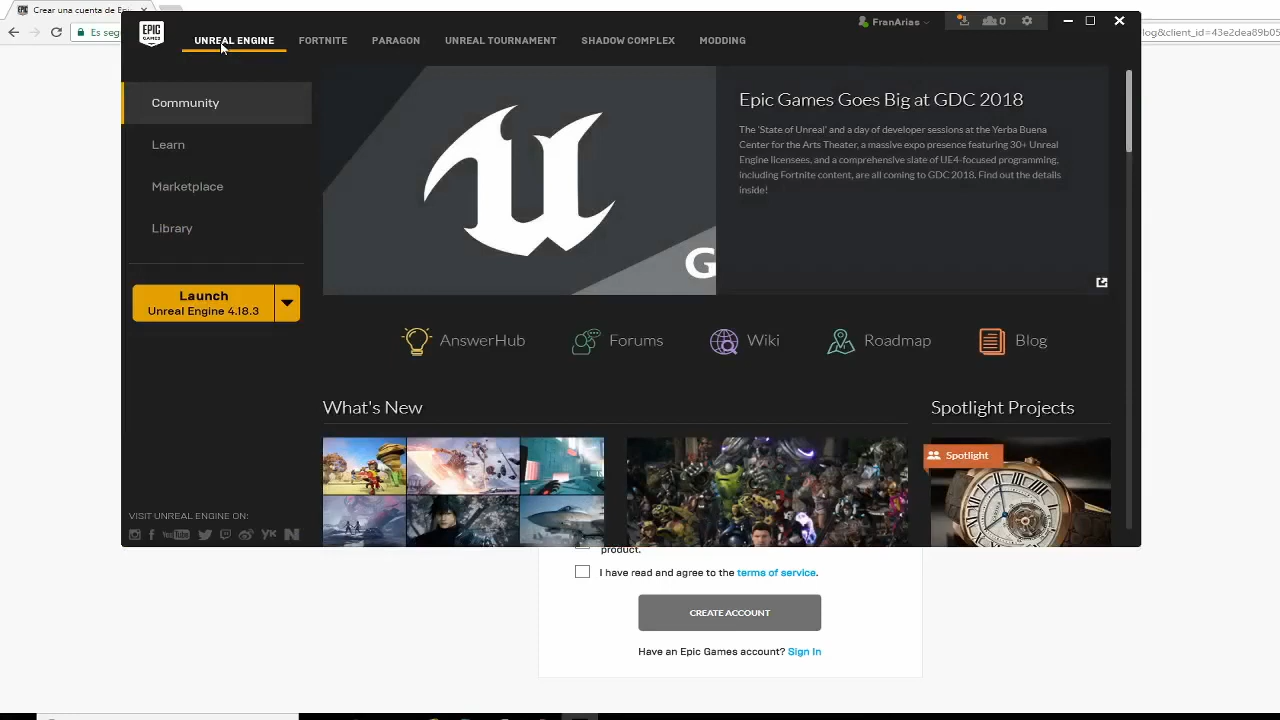 Crear una cuenta de E
Es seg
log&client_id=43e2dea89b05
EPIC
GAMES
FranArias
0
UNREAL ENGINE
FORTNITE
PARAGON
UNREAL TOURNAMENT
SHADOW COMPLEX
MODDING
Community
Learn
Marketplace
Library
Launch
Unreal Engine 4.18.3
VISIT UNREAL ENGINE ON:
You Tube
G
Epic Games Goes Big at GDC 2018
The 'State of Unreal' and a day of developer sessions at the Yerba Buena
Center for the Arts Theater, a massive expo presence featuring 30+ Unreal
Engine licensees, and a comprehensive slate of UE4-focused programming,
including Fortnite content, are all coming to GDC 2018. Find out the details
inside!
AnswerHub
Forums
Wiki
Roadmap
Blog
What's New
Spotlight Projects
Spotlight
product.
I have read and agree to the terms of service.
CREATE ACCOUNT
Have an Epic Games account? Sign In